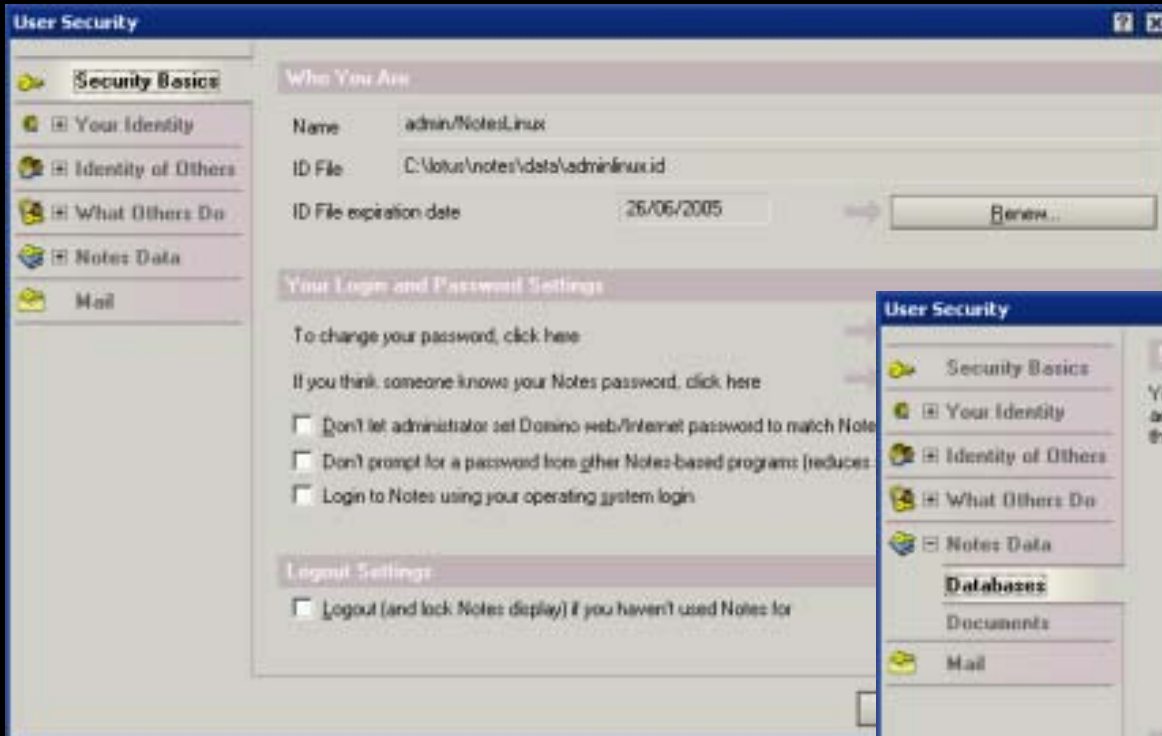 User Security
Security Basics
Your Identity
Identity of Others
What Others Do
Notes Data
Mail
Who You Are
Name admin/NotesLinux
ID File C:\lotus\notes\data\adminlinux.id
ID File expiration date 26/06/2005 Renew...
Your Login and Password Settings
To change your password, click here
If you think someone knows your Notes password, click here
Don't let administrator set Domino web/Internet password to match Note
Don't prompt for a password from other Notes-based programs (reduces
Login to Notes using your operating system login
Logout Settings
Logout (and lock Notes display) if you haven't used Notes for
User Security
Security Basics
Your Identity
Identity of Others
What Others Do
Notes Data
Databases
Documents
Mail